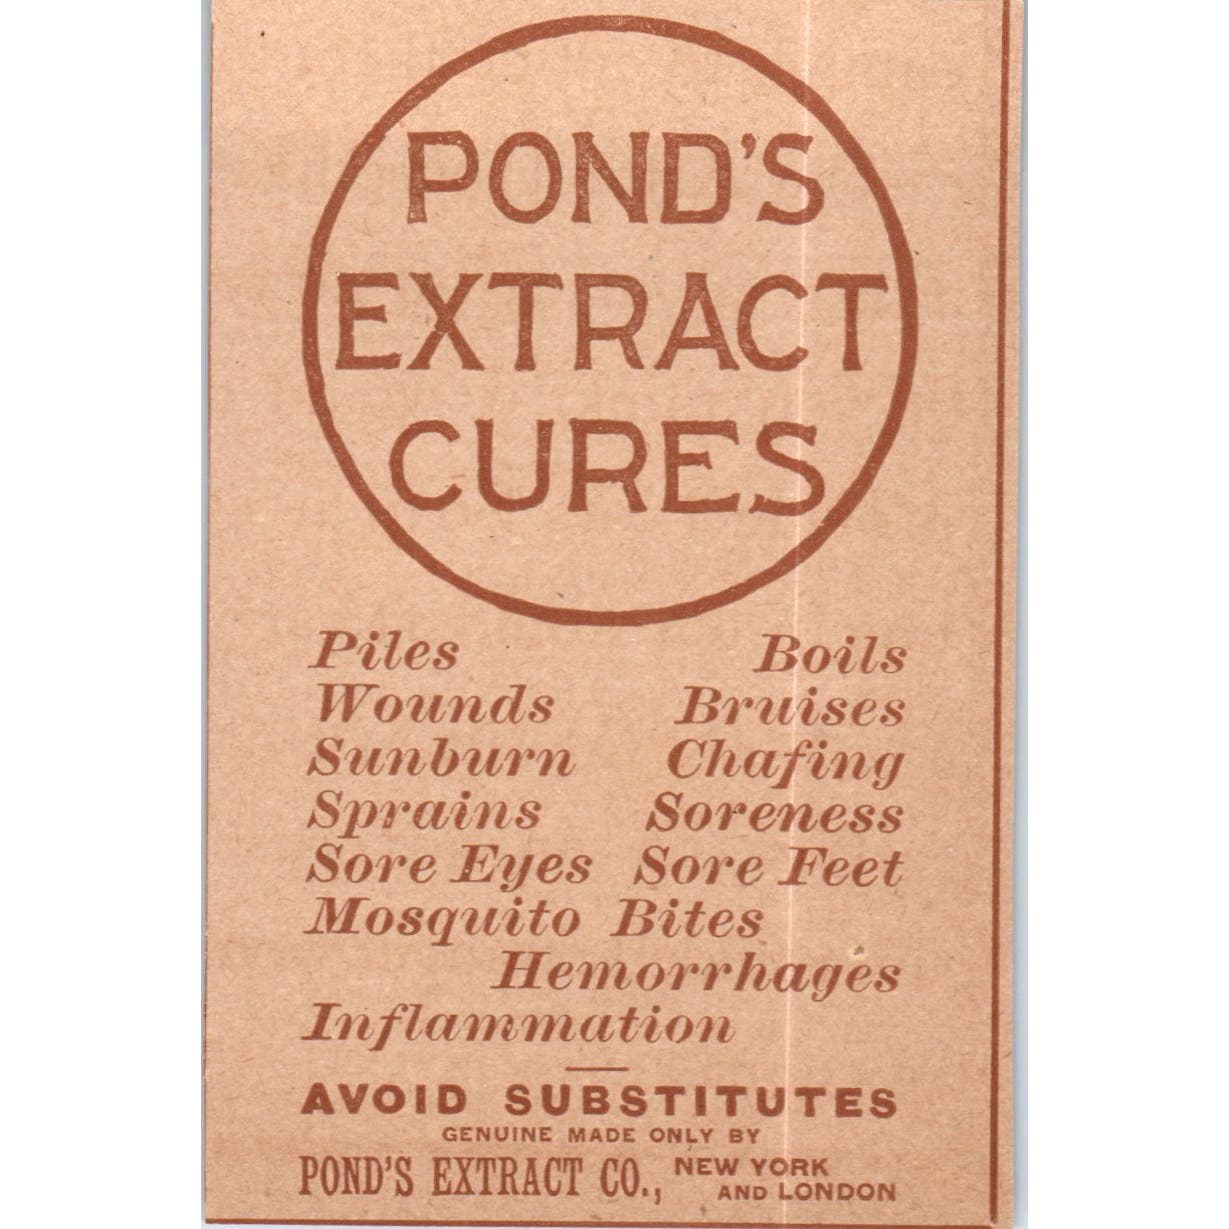 POND'S
EXTRACT
CURES
Piles Boils
Wounds Bruises
Sunburn Chafing
Sprains Soreness
Sore Eyes Sore Feet
Mosquito Bites
Hemorrhages
Inflammation
AVOID SUBSTITUTES
GENUINE MADE ONLY BY
POND'S EXTRACT CO., NEW YORK
AND LONDON